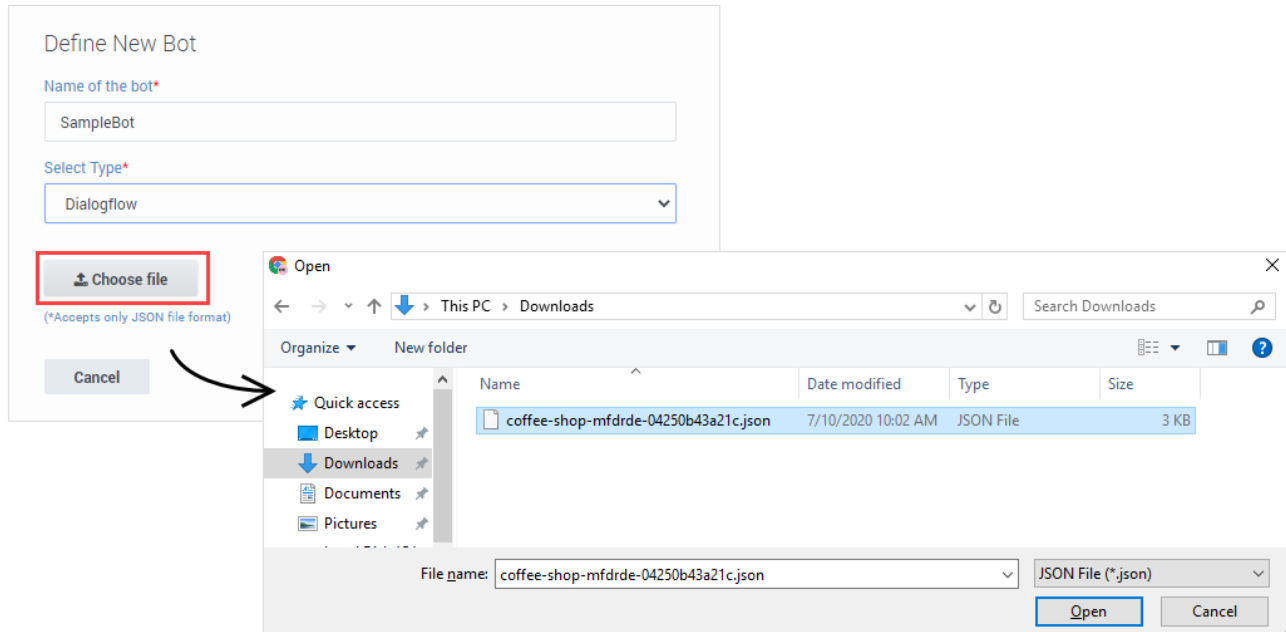 Define New Bot
Name of the bot*
SampleBot
Select Type*
Dialogflow
Choose file
(*Accepts only JSON file format)
Cancel
Open
This PC > Downloads
Search Downloads
Organize
New folder
Name
Date modified
Type
Size
Quick access
Desktop
Downloads
Documents
Pictures
coffee-shop-mfdrde-04250b43a21c.json 7/10/2020 10:02 AM JSON File 3 KB
File name: coffee-shop-mfdrde-04250b43a21c.json
JSON File (*.json)
Open
Cancel